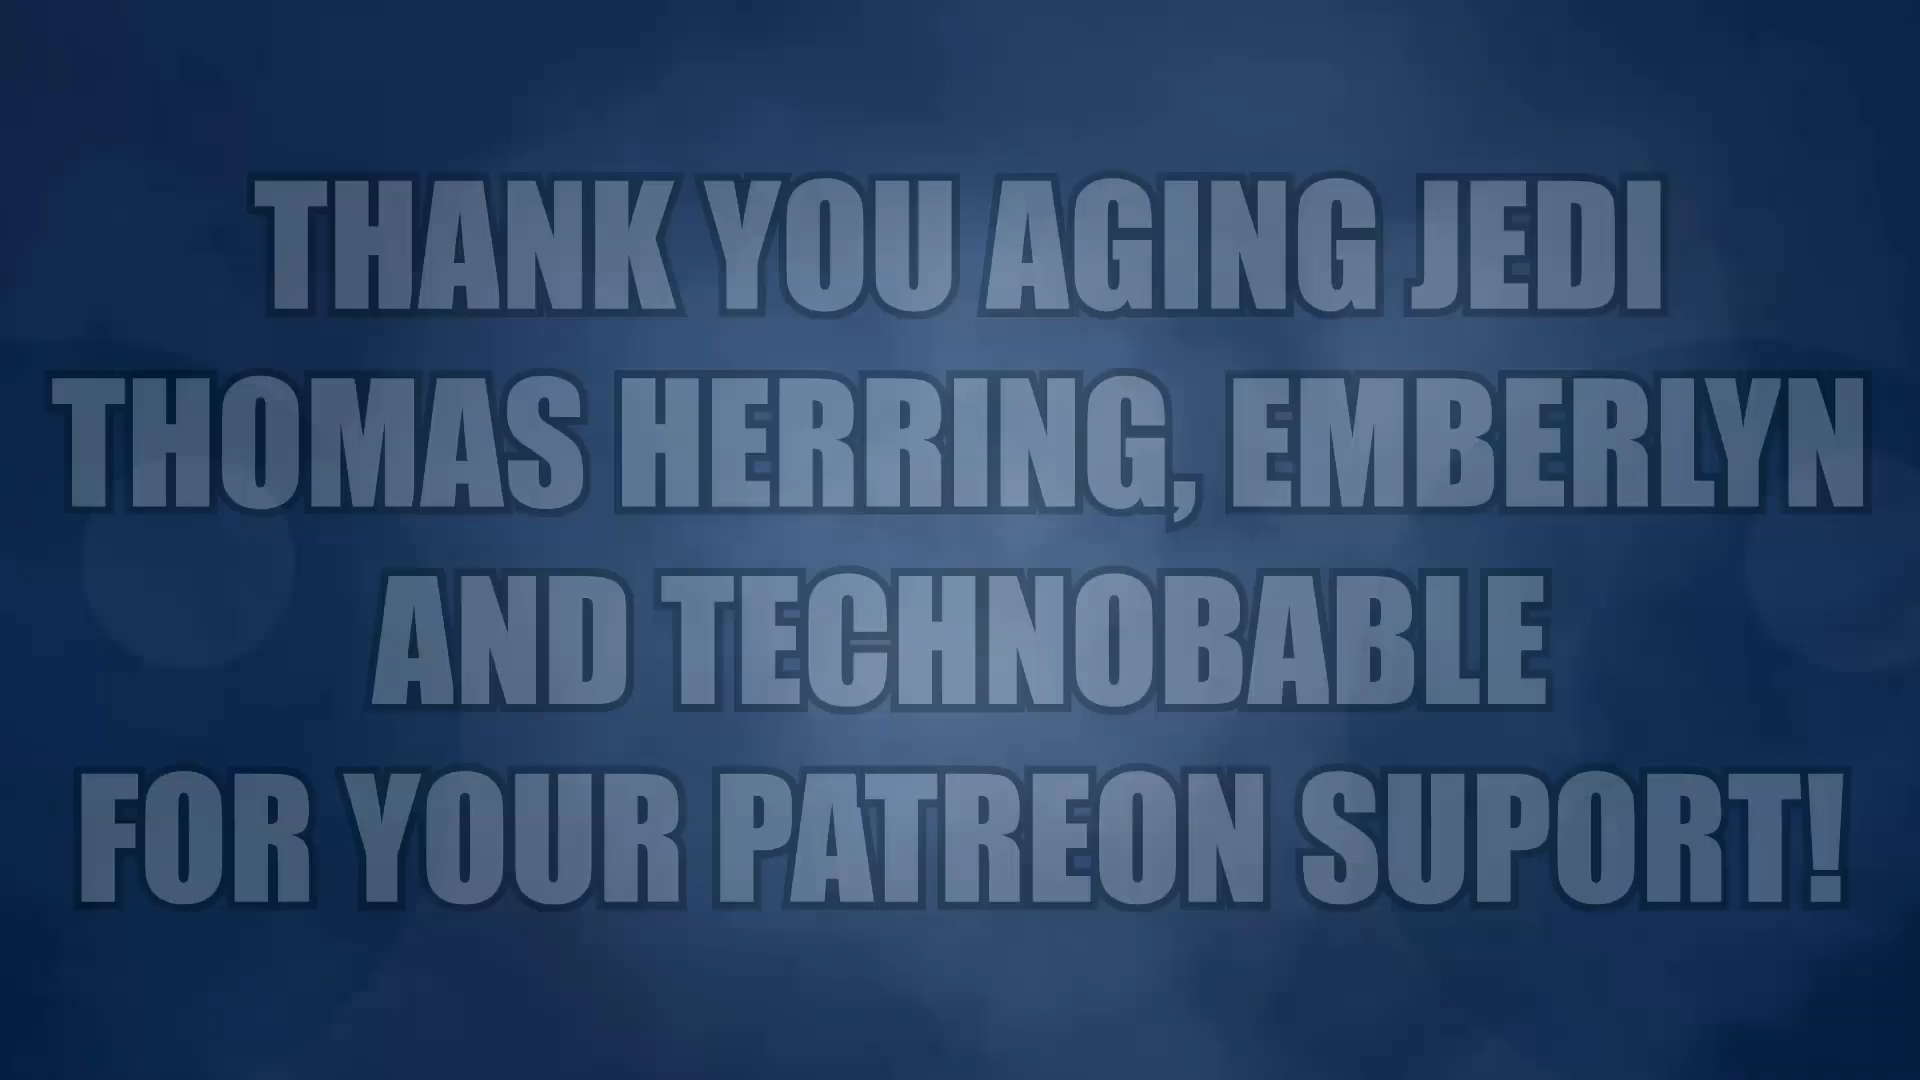 THANK YOU AGING JEDI
THOMAS HERRING, EMBERLYN
AND TECHNOBABLE
FOR YOUR PATREON SUPORT!